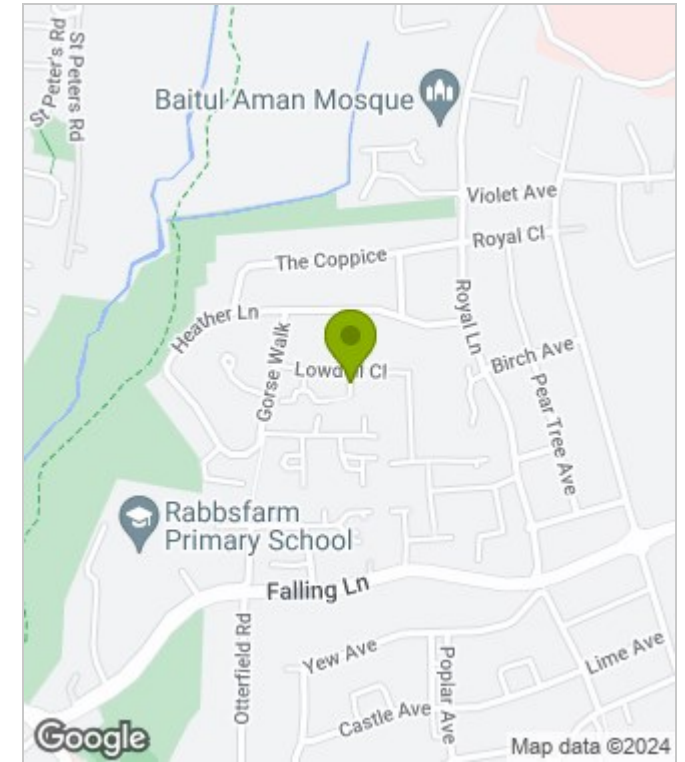 St Peter's Rd
St Peters Rd
Baitul Aman Mosque
Violet Ave
Royal Cl
The Coppice
Heather Ln
Royal Ln
Gorse Walk
Birch Ave
Cl
Pear Tree Ave
Rabbsfarm
Primary School
Falling Ln
Otterfield Rd
Yew Ave
Poplar Ave
Lime Ave
Castle Ave
Google
Map data ©2024